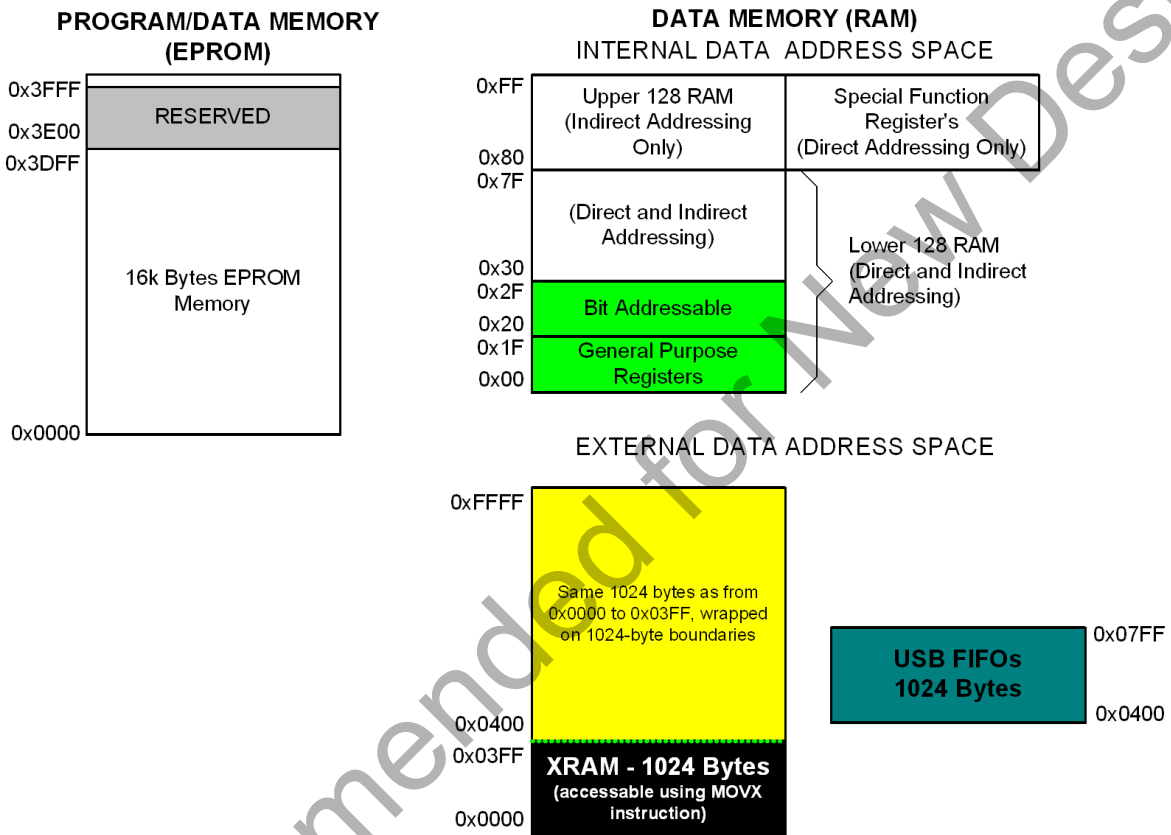 PROGRAM/DATA MEMORY
(EPROM)
0x3FFF
RESERVED
0x3E00
0x3DFF
16k Bytes EPROM
Memory
0x0000
DATA MEMORY (RAM)
INTERNAL DATA ADDRESS SPACE
0xFF
Upper 128 RAM
(Indirect Addressing
Only)
0x80
Special Function
Register's
(Direct Addressing Only)
0x7F
(Direct and Indirect
Addressing)
0x30
Lower 128 RAM
(Direct and Indirect
Addressing)
0x2F
Bit Addressable
0x20
0x1F
General Purpose
Registers
0x00
EXTERNAL DATA ADDRESS SPACE
0xFFFF
Same 1024 bytes as from
0x0000 to 0x03FF, wrapped
on 1024-byte boundaries
0x0400
0x03FF
XRAM - 1024 Bytes
(accessable using MOVX
instruction)
0x0000
0x07FF
USB FIFOs
1024 Bytes
0x0400
mended for New Des